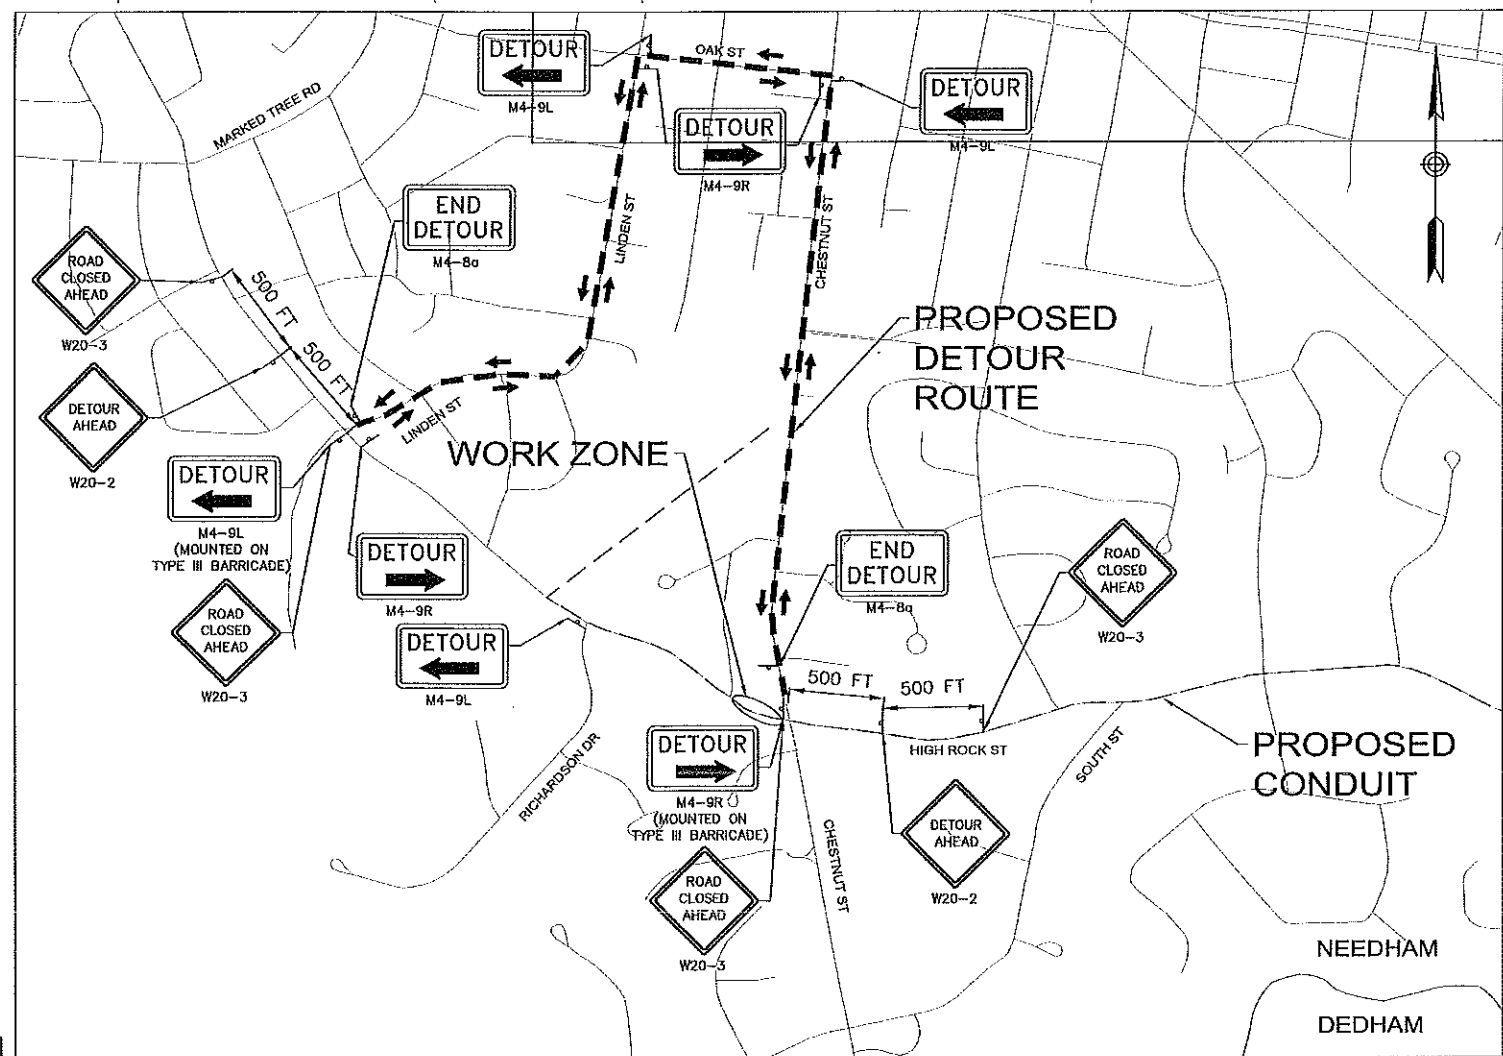 DETOUR
M4-9L
OAK ST
DETOUR
M4-9L
DETOUR
M4-9R
MARKED TREE RD
END
DETOUR
M4-8a
LINDEN ST
CHESTNUT ST
ROAD
CLOSED
AHEAD
W20-3
500 FT
500 FT
PROPOSED
DETOUR
ROUTE
DETOUR
AHEAD
W20-2
LINDEN ST
WORK ZONE
DETOUR
M4-9L
(MOUNTED ON
TYPE III BARRICADE)
DETOUR
M4-9R
END
DETOUR
M4-8a
ROAD
CLOSED
AHEAD
W20-3
ROAD
CLOSED
AHEAD
W20-3
DETOUR
M4-9L
500 FT
500 FT
HIGH ROCK ST
SOUTH ST
PROPOSED
CONDUIT
RICHARDSON DR
DETOUR
M4-9R
(MOUNTED ON
TYPE III BARRICADE)
CHESTNUT ST
DETOUR
AHEAD
W20-2
ROAD
CLOSED
AHEAD
W20-3
NEEDHAM
DEDHAM